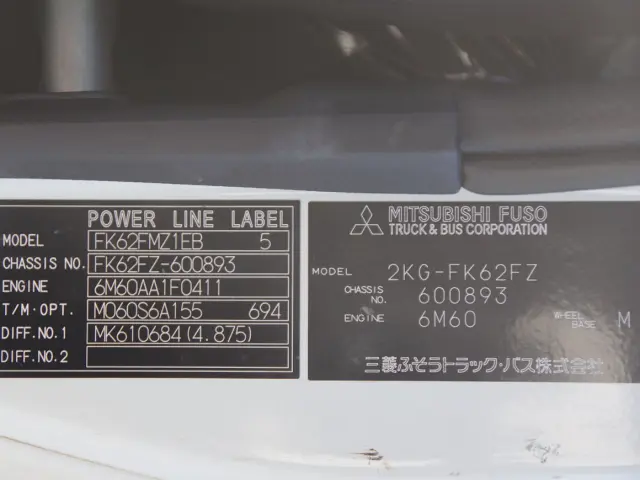 POWER LINE LABEL
MODEL FK62FMZ1EB 5
CHASSIS NO. FK62FZ-600893
ENGINE 6M60AA1F0411
T/M·OPT. M060S6A155 694
DIFF.NO.1 MK610684(4.875)
DIFF.NO.2
MITSUBISHI FUSO
TRUCK & BUS CORPORATION
MODEL 2KG-FK62FZ
CHASSIS NO. 600893
ENGINE 6M60 WHEEL BASE M
三菱ふそうトラック・バス株式会社